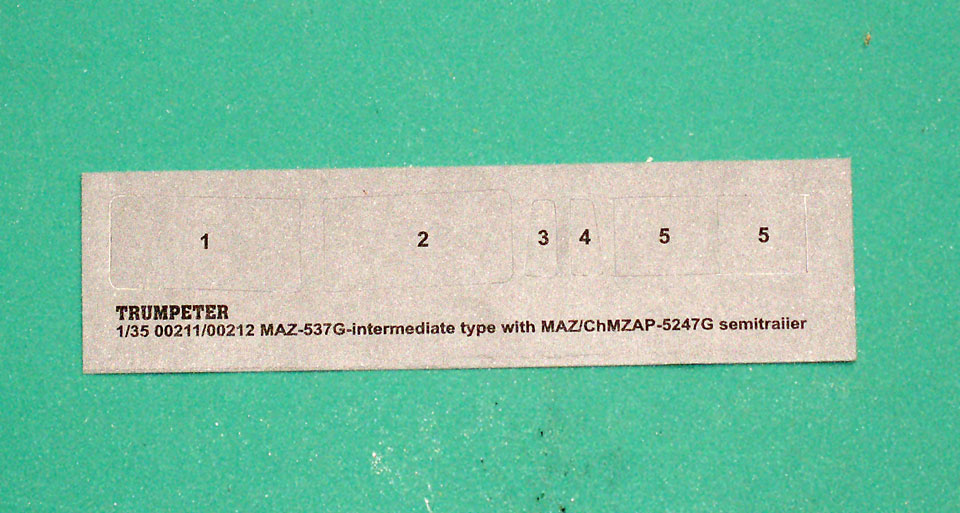 1 2 3 4 5 5
TRUMPETER
1/35 00211/00212 MAZ-537G-intermediate type with MAZ/ChMZAP-5247G semitraiier